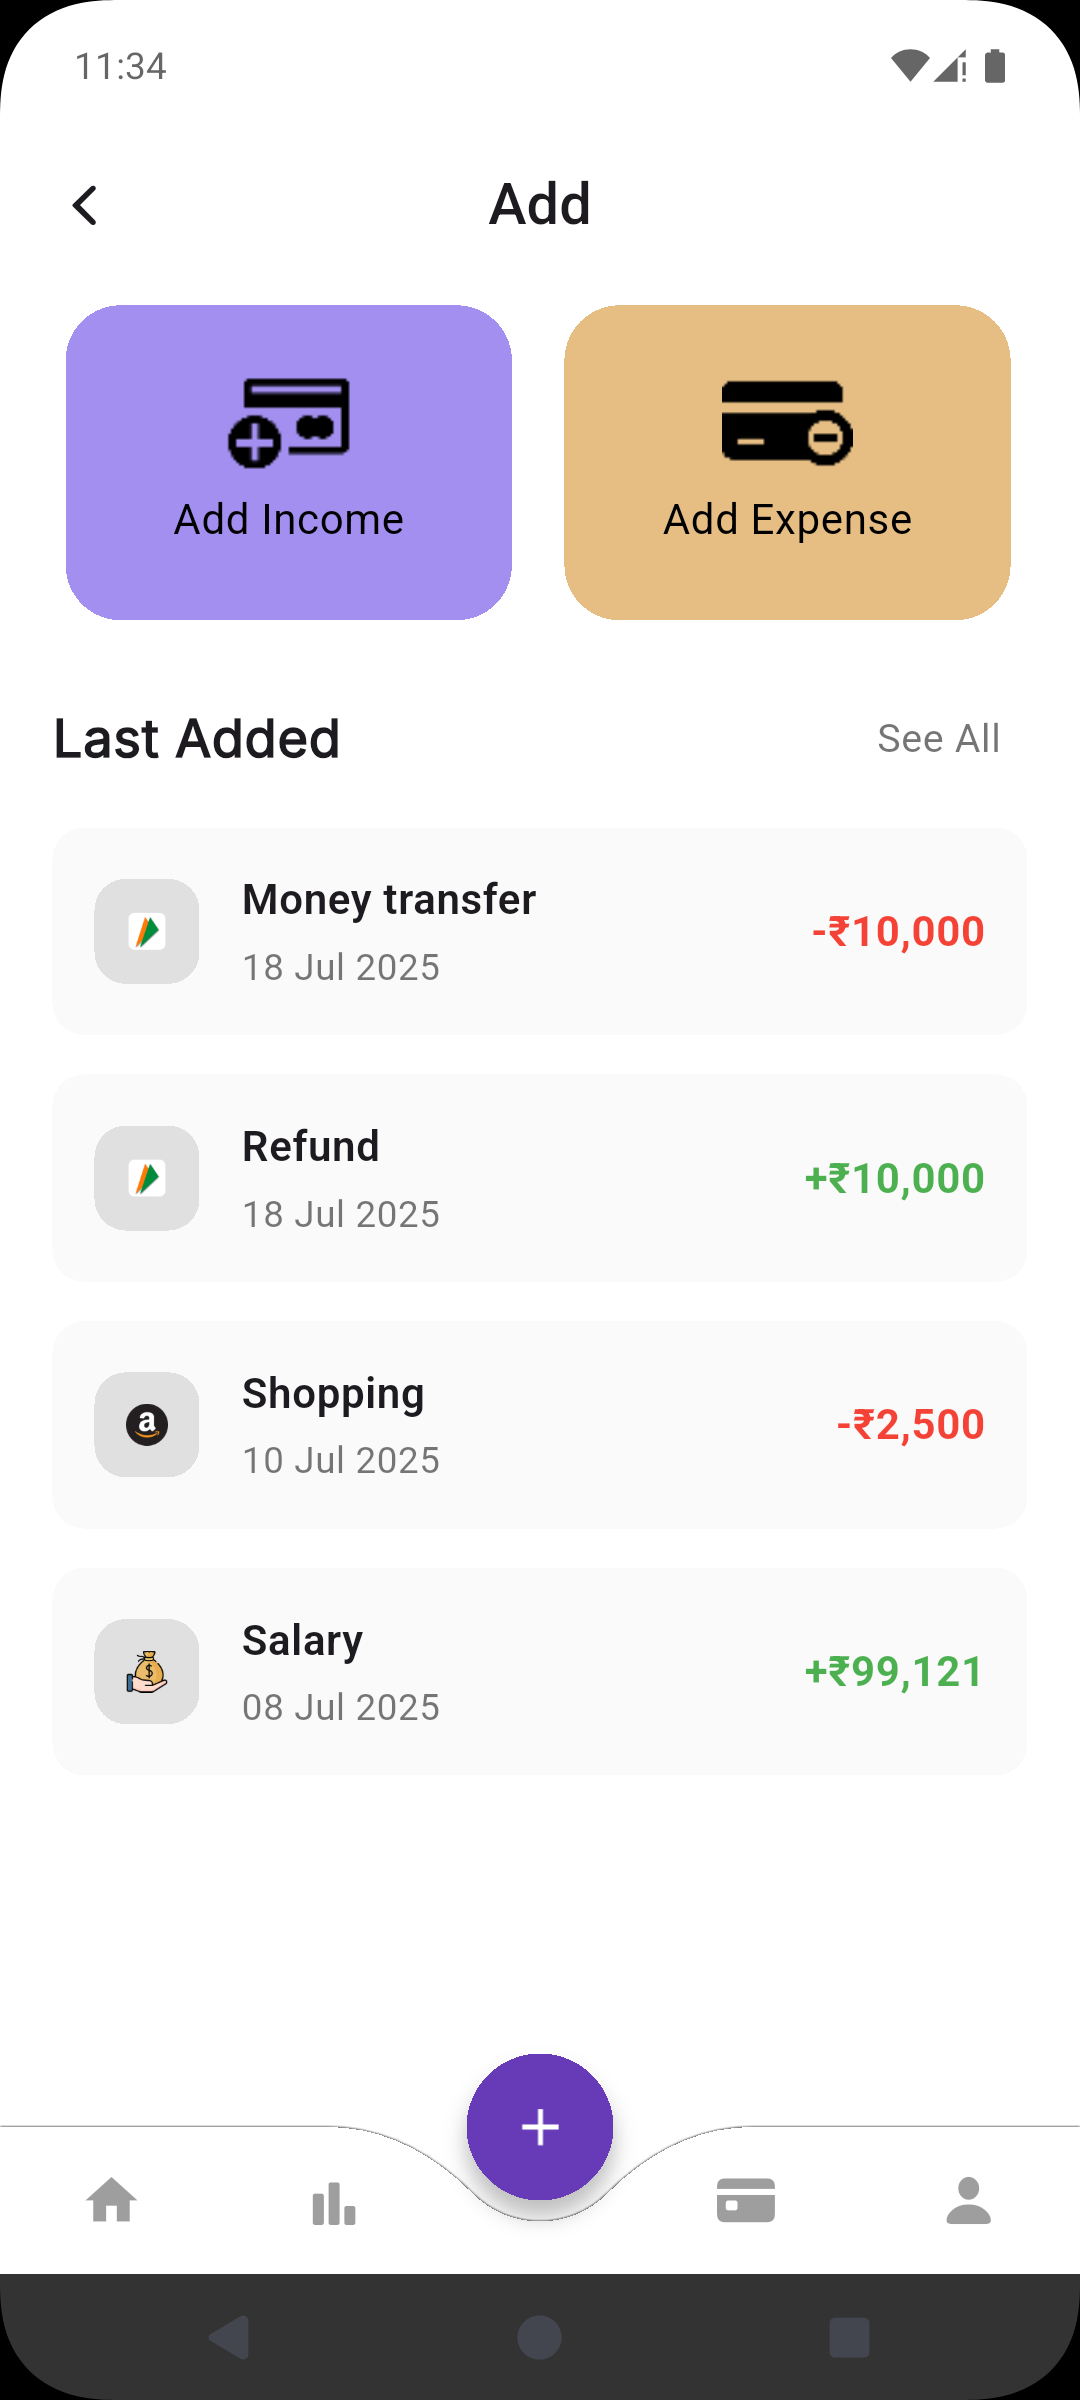 11:34
Add
Add Income
Add Expense
Last Added
See All
Money transfer
-₹10,000
18 Jul 2025
Refund
+₹10,000
18 Jul 2025
a
Shopping
-₹2,500
10 Jul 2025
$
Salary
+₹99,121
08 Jul 2025